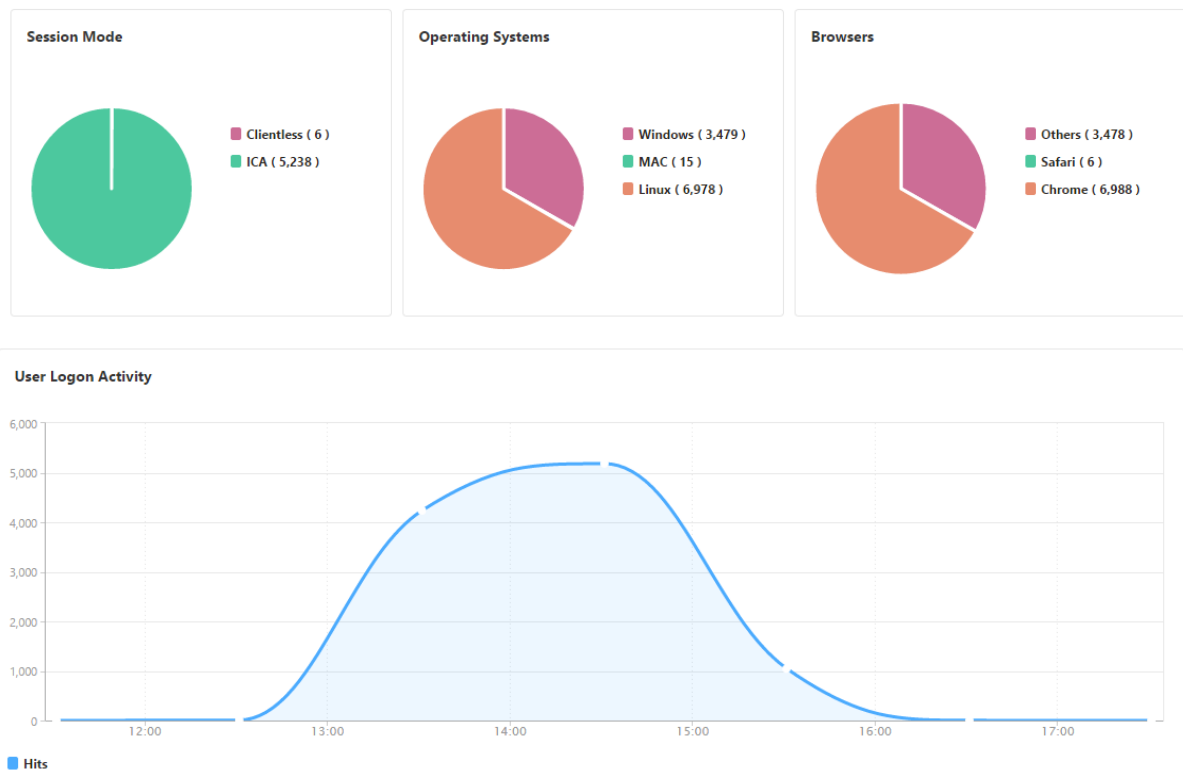 Session Mode
Clientless ( 6 )
ICA ( 5,238 )
Operating Systems
Windows ( 3,479 )
MAC ( 15 )
Linux ( 6,978 )
Browsers
Others ( 3,478 )
Safari ( 6 )
Chrome ( 6,988 )
User Logon Activity
6,000
5,000
4,000
3,000
2,000
1,000
0
12:00 13:00 14:00 15:00 16:00 17:00
Hits